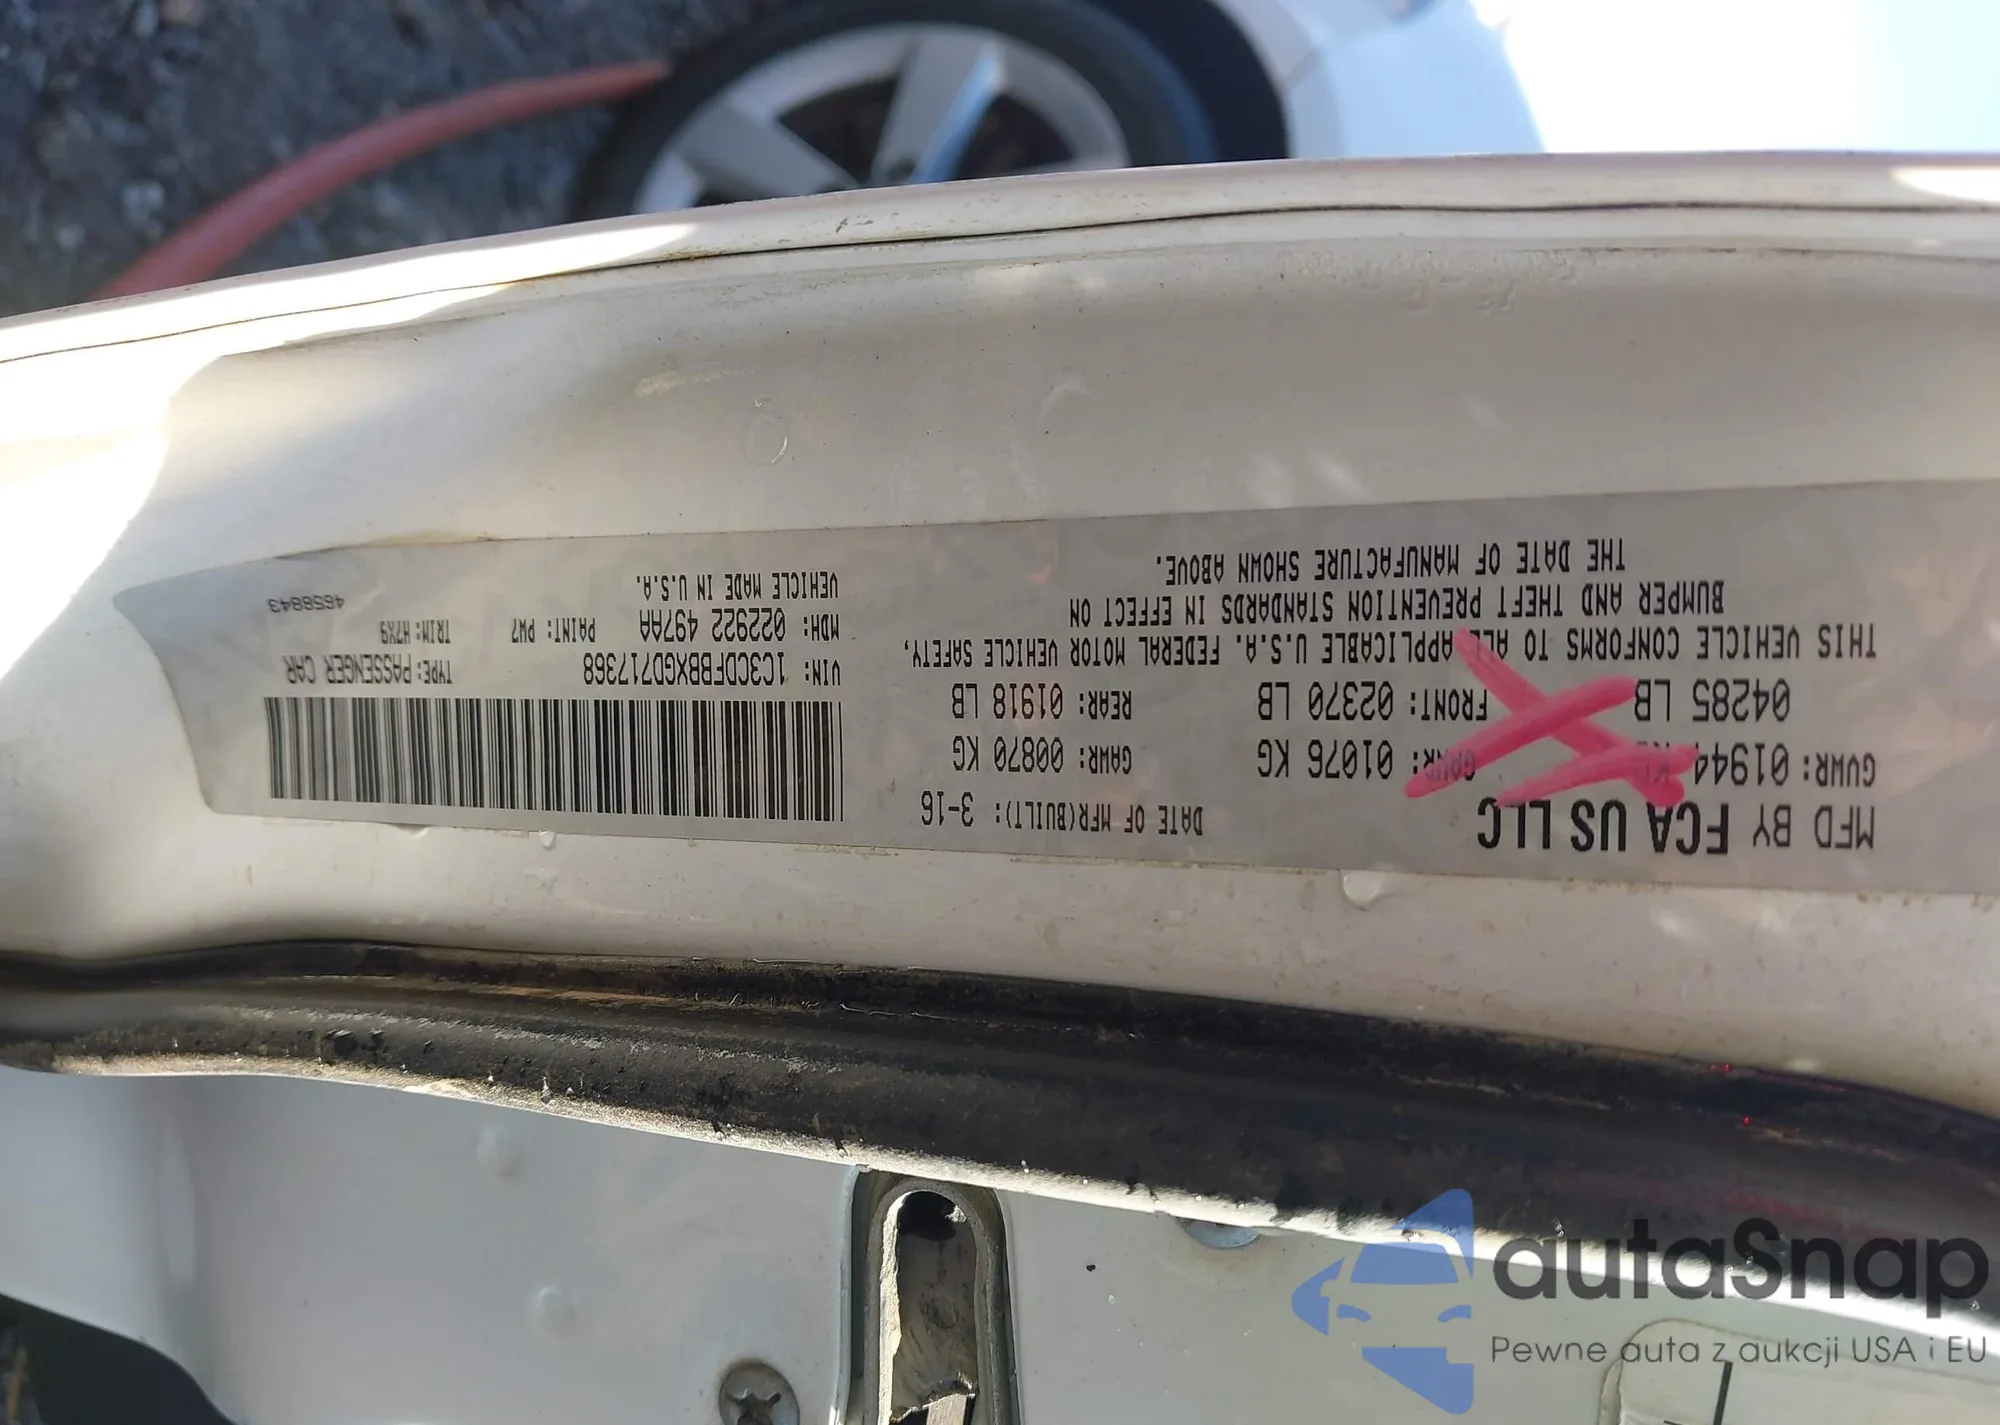 MFD BY FCA US LLC
DATE OF MFR(BUILT): 3-16
GVWR: 01944 KG GAWR: 01076 KG GAWR: 00870 KG
04285 LB FRONT: 02370 LB REAR: 01918 LB
THIS VEHICLE CONFORMS TO ALL APPLICABLE U.S.A. FEDERAL MOTOR VEHICLE SAFETY,
BUMPER AND THEFT PREVENTION STANDARDS IN EFFECT ON
THE DATE OF MANUFACTURE SHOWN ABOVE.
VIN: 1C3CDFBBXGD717368 TYPE: PASSENGER CAR
MDH: 022922 497AA PAINT: PW7 TRIM: H7X9
VEHICLE MADE IN U.S.A.
4658843
autaSnap
Pewne auta z aukcji USA i EU